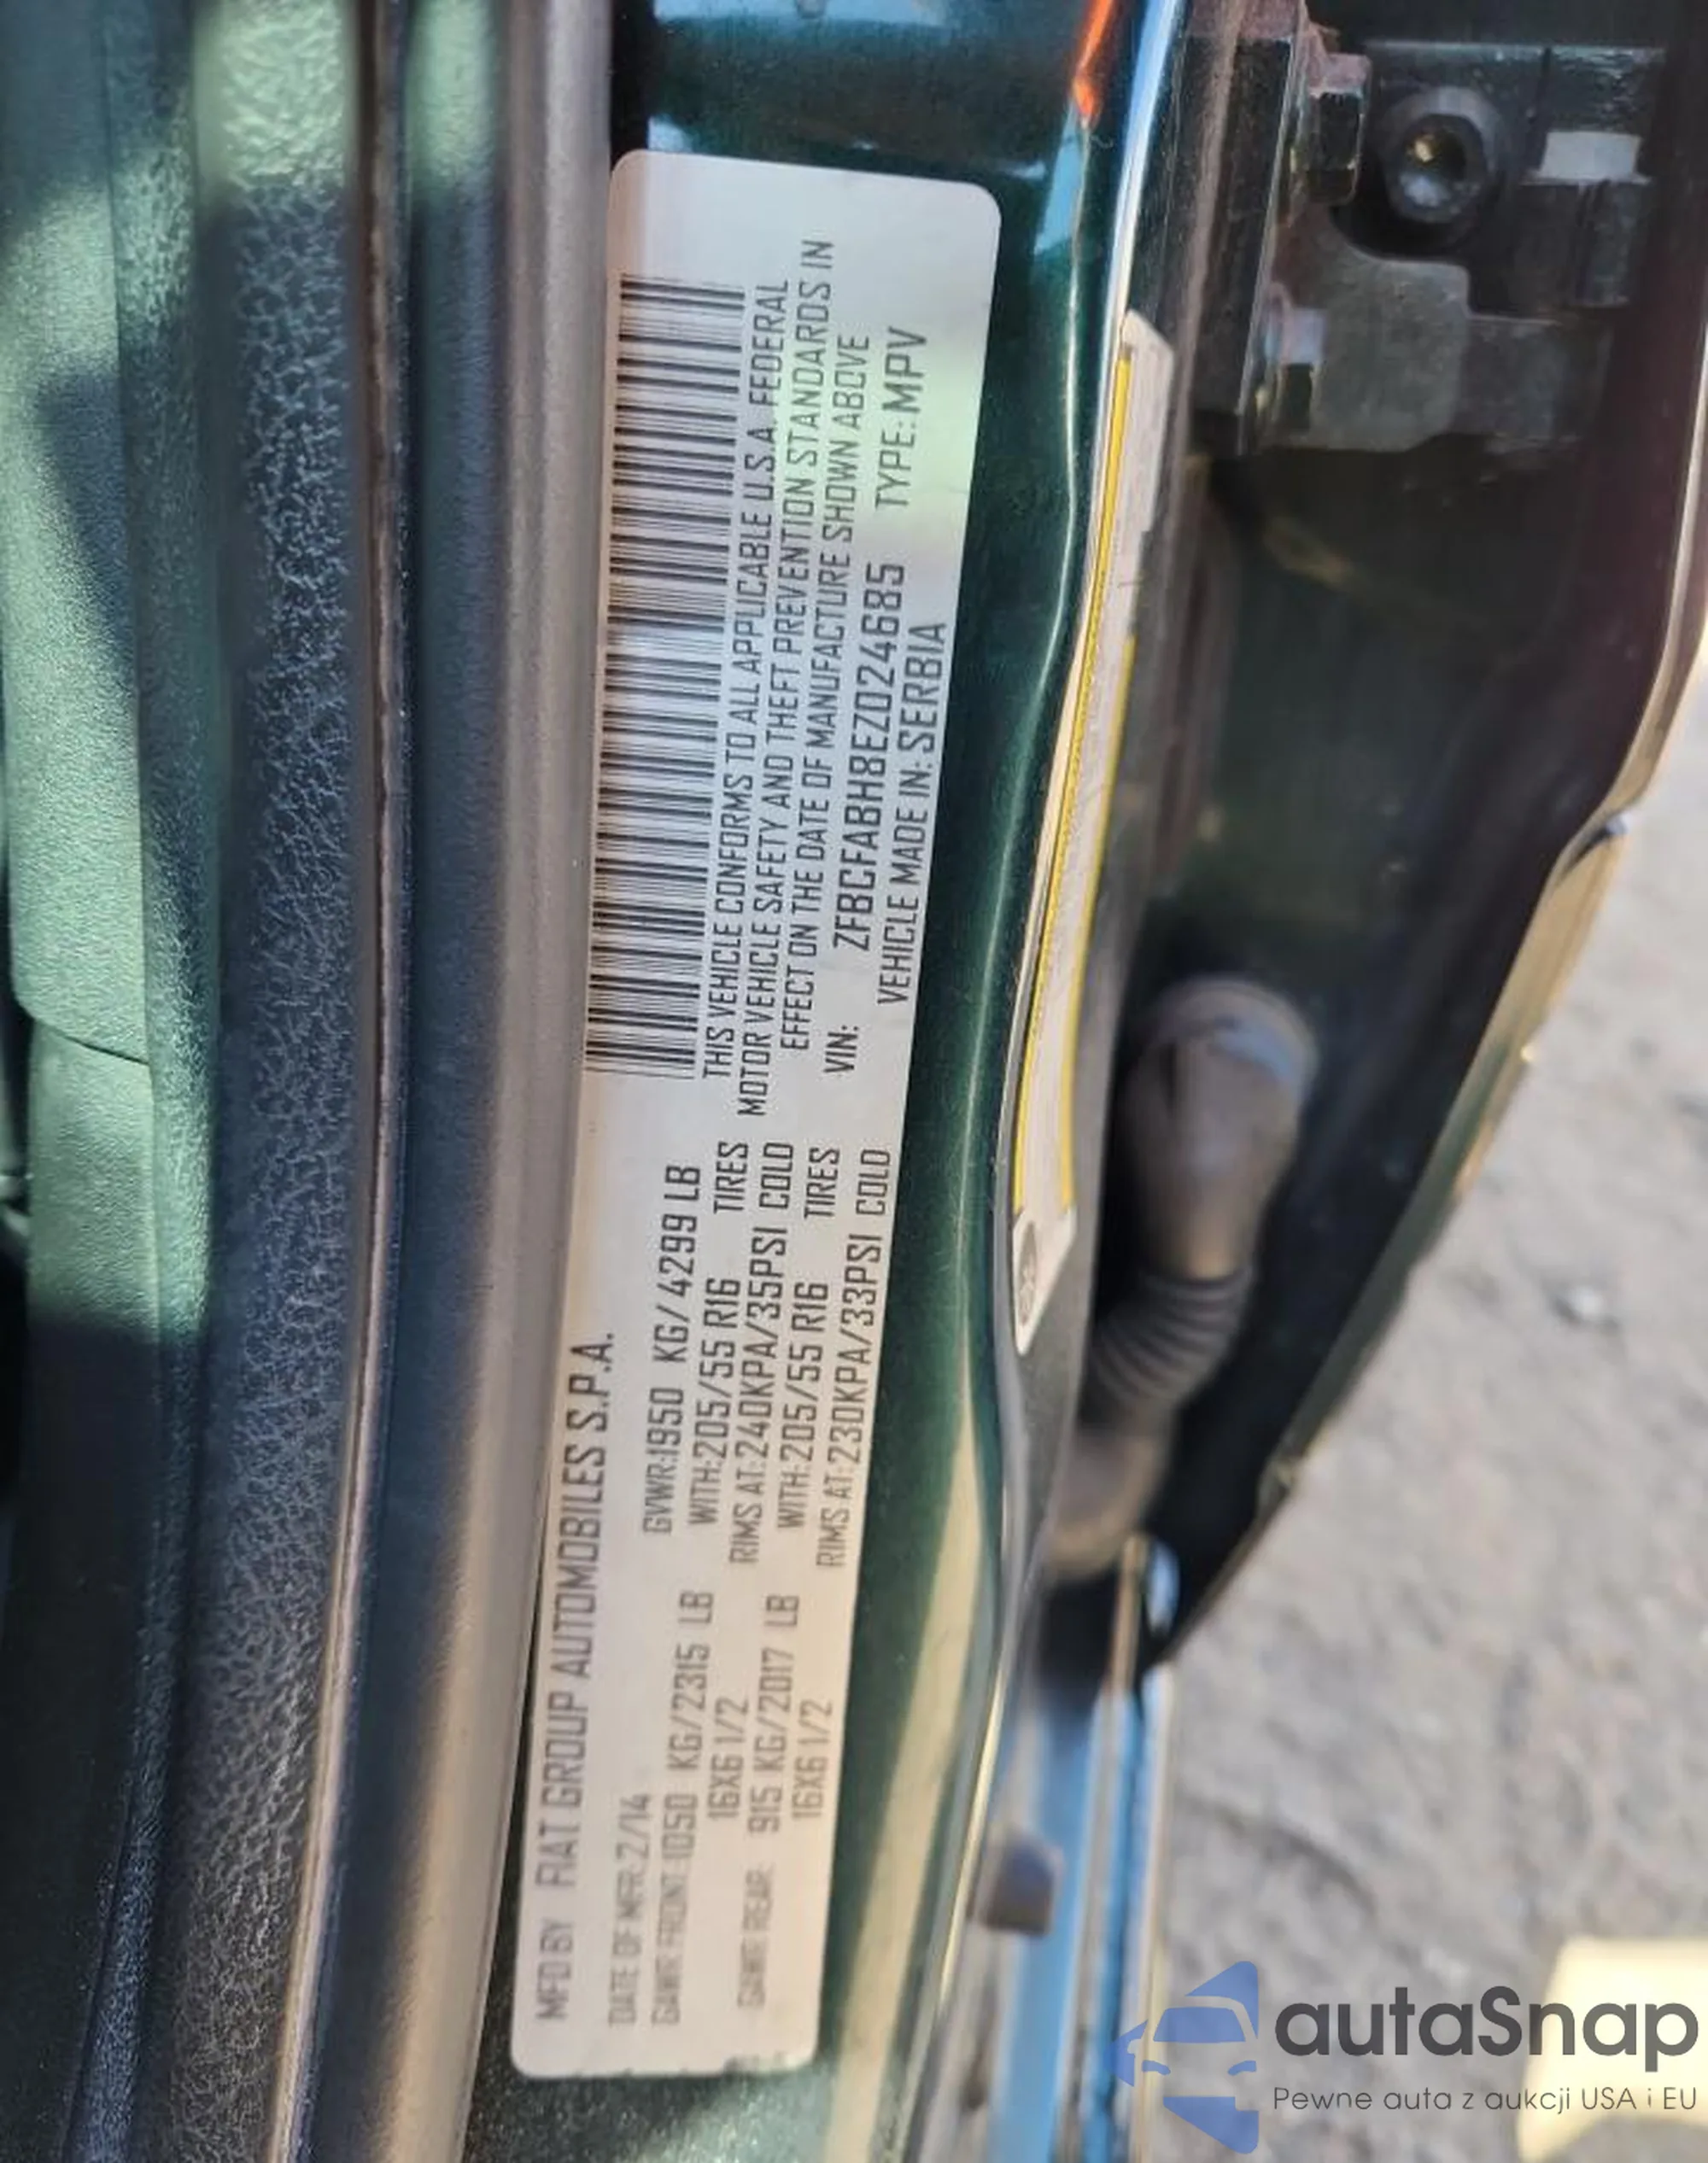 MFD BY FIAT GROUP AUTOMOBILES S.P.A.
DATE OF MFR:2/14 GVWR:1950 KG/4299 LB
GAWR FRONT:1050 KG/2315 LB WITH:205/55 R16 TIRES
16X6 1/2 RIMS AT:240KPA/35PSI COLD
GAWR REAR: 915 KG/2017 LB WITH:205/55 R16 TIRES
16X6 1/2 RIMS AT:230KPA/33PSI COLD
THIS VEHICLE CONFORMS TO ALL APPLICABLE U.S.A. FEDERAL
MOTOR VEHICLE SAFETY AND THEFT PREVENTION STANDARDS IN
EFFECT ON THE DATE OF MANUFACTURE SHOWN ABOVE
VIN: ZFBCFABH8EZ024685 TYPE:MPV
VEHICLE MADE IN:SERBIA
autaSnap
Pewne auta z aukcji USA i EU